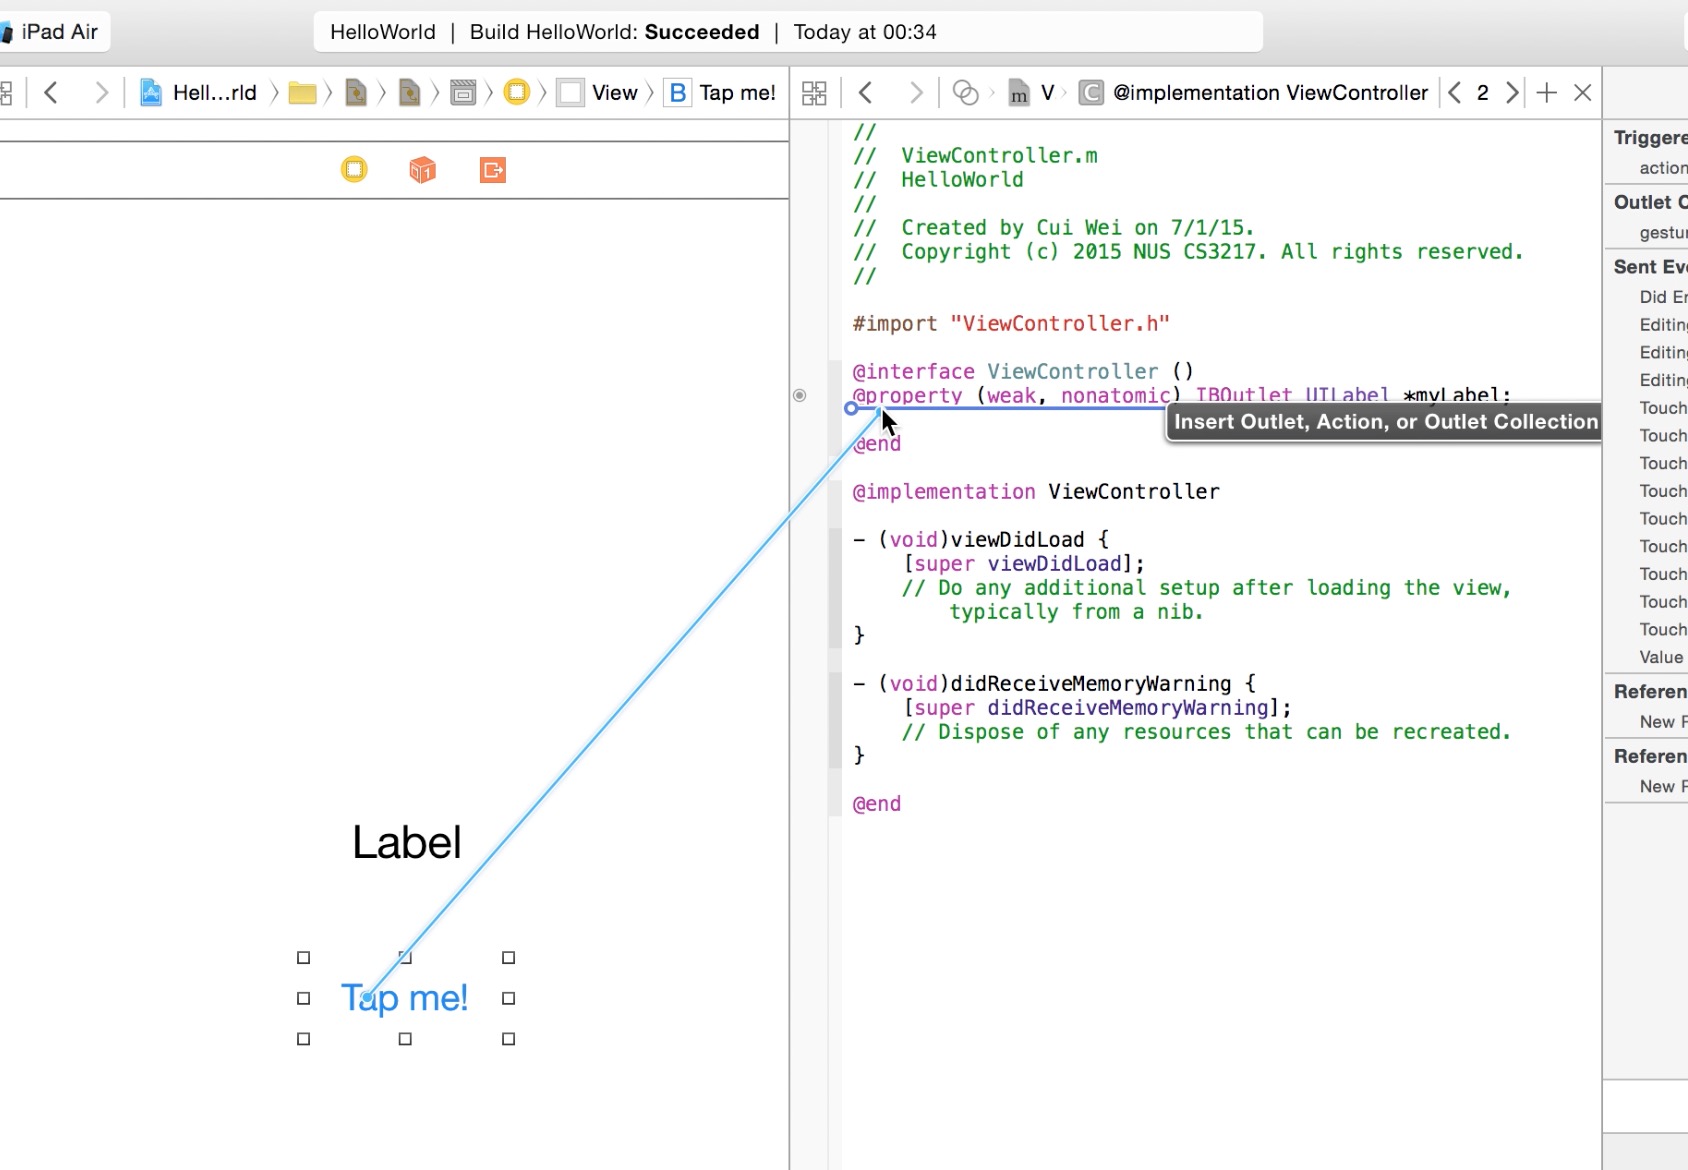 iPad Air
HelloWorld | Build HelloWorld: Succeeded | Today at 00:34
Hell...rld
View
B Tap me!
m V
C @implementation ViewController
2
//
// ViewController.m
// HelloWorld
//
// Created by Cui Wei on 7/1/15.
// Copyright (c) 2015 NUS CS3217. All rights reserved.
//
#import "ViewController.h"
@interface ViewController ()
@property (weak, nonatomic) IBOutlet UILabel *myLabel;
Insert Outlet, Action, or Outlet Collection
@end
@implementation ViewController
- (void)viewDidLoad {
[super viewDidLoad];
// Do any additional setup after loading the view,
typically from a nib.
}
- (void)didReceiveMemoryWarning {
[super didReceiveMemoryWarning];
// Dispose of any resources that can be recreated.
}
@end
Label
Tap me!
Triggere
action
Outlet C
gestur
Sent Eve
Did En
Editing
Editing
Editing
Touch
Touch
Touch
Touch
Touch
Touch
Touch
Touch
Touch
Value
Referen
New R
Referen
New R